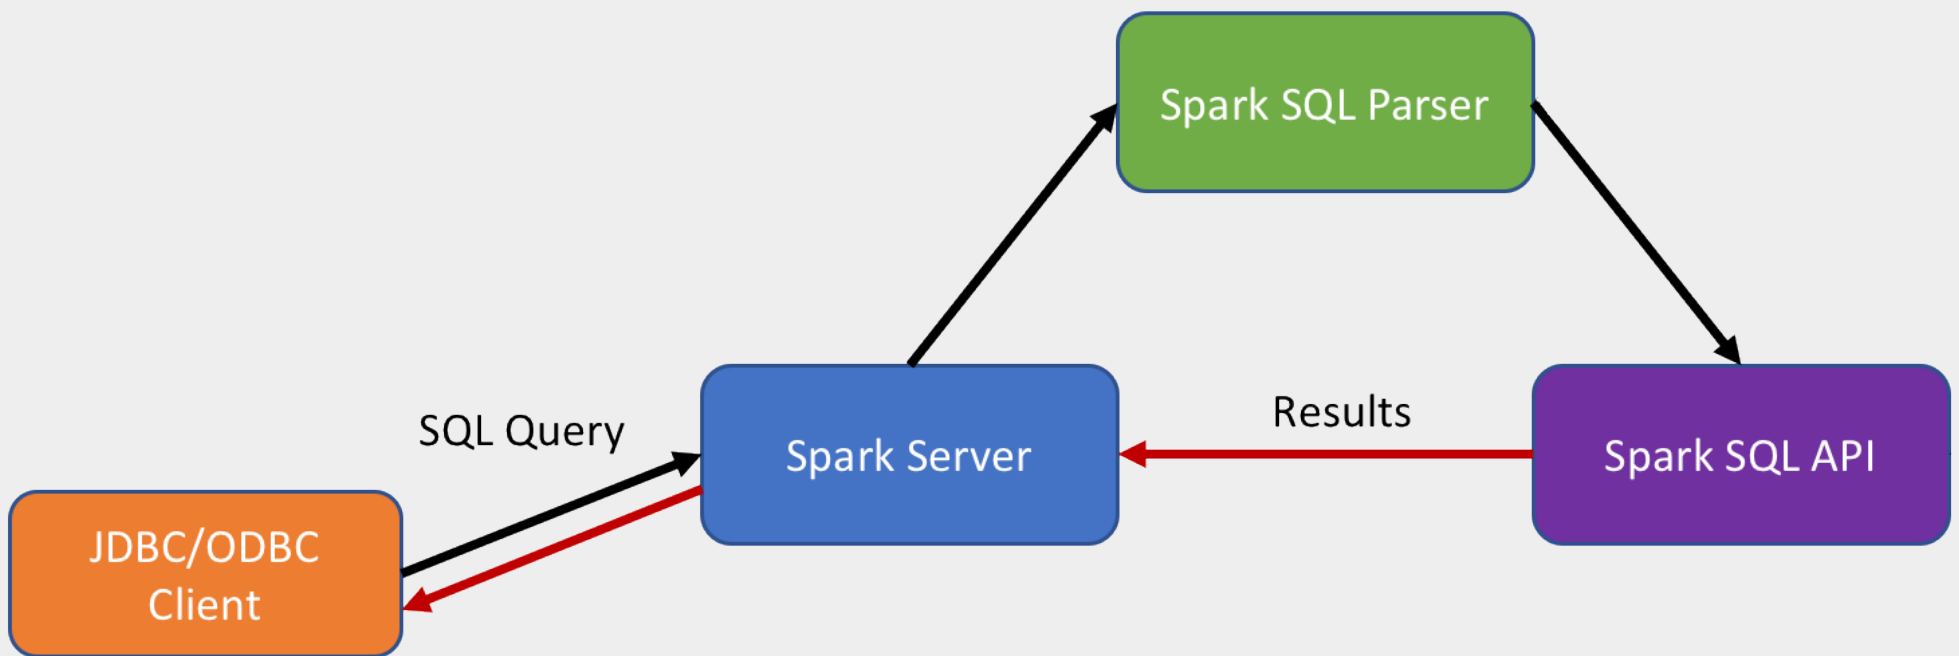 Spark SQL Parser
SQL Query
Results
Spark Server
Spark SQL API
JDBC/ODBC
Client